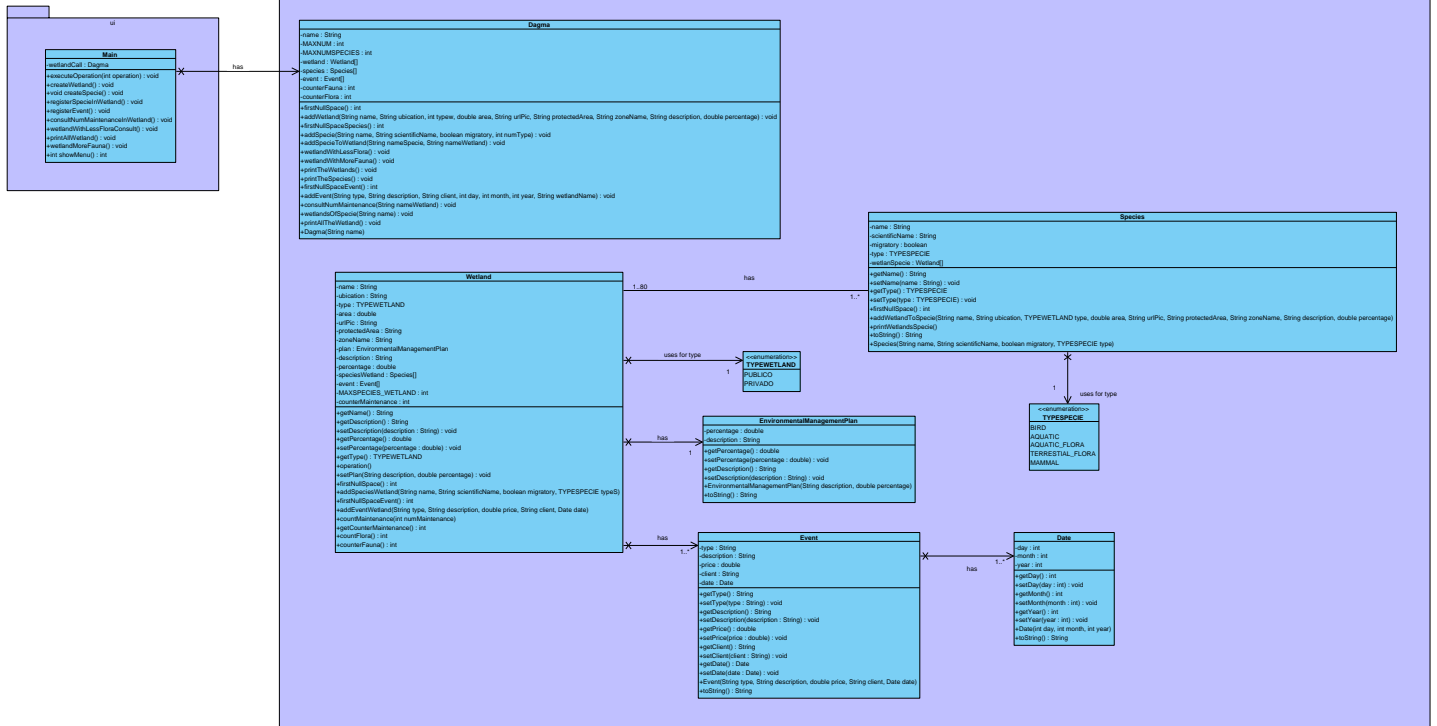 ui
Main
-wetlandCall : Dagma
+executeOperation(int operation) : void
+createWetland() : void
+void createSpecie() : void
+registerSpecieInWetland() : void
+registerEvent() : void
+consultNumMaintenanceInWetland() : void
+wetlandWithLessFloraConsult() : void
+printAllWetland() : void
+wetlandMoreFauna() : void
+int showMenu() : int
has
Dagma
-name : String
-MAXNUM : int
-MAXNUMSPECIES : int
-wetland : Wetland[]
-species : Species[]
-event : Event[]
-counterFauna : int
-counterFlora : int
+firstNullSpace() : int
+addWetland(String name, String ubication, int typew, double area, String urlPic, String protectedArea, String zoneName, String description, double percentage) : void
+firstNullSpaceSpecies() : int
+addSpecie(String name, String scientificName, boolean migratory, int numType) : void
+addSpecieToWetland(String nameSpecie, String nameWetland) : void
+wetlandWithLessFlora() : void
+wetlandWithMoreFauna() : void
+printTheWetlands() : void
+printTheSpecies() : void
+firstNullSpaceEvent() : int
+addEvent(String type, String description, String client, int day, int month, int year, String wetlandName) : void
+consultNumMaintenance(String nameWetland) : void
+wetlandsOfSpecie(String name) : void
+printAllTheWetland() : void
+Dagma(String name)
Species
-name : String
-scientificName : String
-migratory : boolean
-type : TYPESPECIE
-wetlanSpecie : Wetland[]
+getName() : String
+setName(name : String) : void
+getType() : TYPESPECIE
+setType(type : TYPESPECIE) : void
+firstNullSpace() : int
+addWetlandToSpecie(String name, String ubication, TYPEWETLAND type, double area, String urlPic, String protectedArea, String zoneName, String description, double percentage)
+printWetlandsSpecie()
+toString() : String
+Species(String name, String scientificName, boolean migratory, TYPESPECIE type)
Wetland
-name : String
-ubication : String
-type : TYPEWETLAND
-area : double
-urlPic : String
-protectedArea : String
-zoneName : String
-plan : EnvironmentalManagementPlan
-description : String
-percentage : double
-speciesWetland : Species[]
-event : Event[]
-MAXSPECIES_WETLAND : int
-counterMaintenance : int
+getName() : String
+getDescription() : String
+setDescription(description : String) : void
+getPercentage() : double
+setPercentage(percentage : double) : void
+getType() : TYPEWETLAND
+operation()
+setPlan(String description, double percentage) : void
+firstNullSpace() : int
+addSpeciesWetland(String name, String scientificName, boolean migratory, TYPESPECIE typeS)
+firstNullSpaceEvent() : int
+addEventWetland(String type, String description, double price, String client, Date date)
+countMaintenance(int numMaintenance)
+getCounterMaintenance() : int
+countFlora() : int
+counterFauna() : int
has
1..80
1..*
uses for type
1
<<enumeration>>
TYPEWETLAND
PUBLICO
PRIVADO
1
uses for type
<<enumeration>>
TYPESPECIE
BIRD
AQUATIC
AQUATIC_FLORA
TERRESTIAL_FLORA
MAMMAL
has
1
EnvironmentalManagementPlan
-percentage : double
-description : String
+getPercentage() : double
+setPercentage(percentage : double) : void
+getDescription() : String
+setDescription(description : String) : void
+EnvironmentalManagementPlan(String description, double percentage)
+toString() : String
has
1..*
Event
-type : String
-description : String
-price : double
-client : String
-date : Date
+getType() : String
+setType(type : String) : void
+getDescription() : String
+setDescription(description : String) : void
+getPrice() : double
+setPrice(price : double) : void
+getClient() : String
+setClient(client : String) : void
+getDate() : Date
+setDate(date : Date) : void
+Event(String type, String description, double price, String client, Date date)
+toString() : String
has
1..*
Date
-day : int
-month : int
-year : int
+getDay() : int
+setDay(day : int) : void
+getMonth() : int
+setMonth(month : int) : void
+getYear() : int
+setYear(year : int) : void
+Date(int day, int month, int year)
+toString() : String